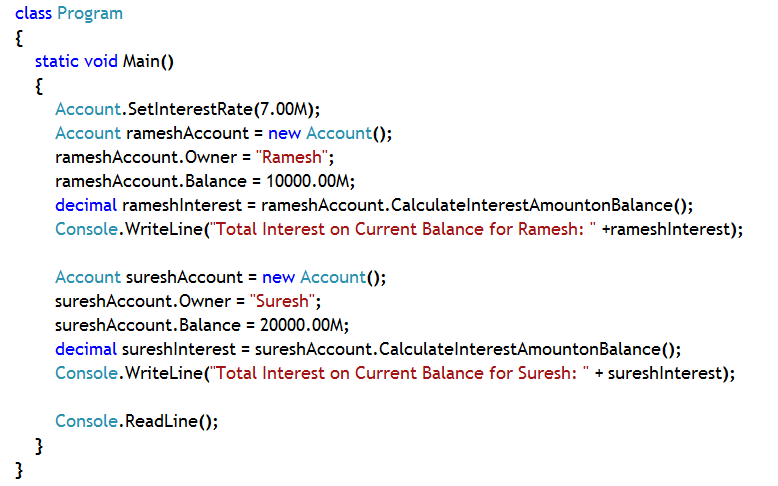 class Program
{
static void Main()
{
Account.SetInterestRate(7.00M);
Account rameshAccount = new Account();
rameshAccount.Owner = "Ramesh";
rameshAccount.Balance = 10000.00M;
decimal rameshInterest = rameshAccount.CalculateInterestAmountonBalance();
Console.WriteLine("Total Interest on Current Balance for Ramesh: " +rameshInterest);
Account sureshAccount = new Account();
sureshAccount.Owner = "Suresh";
sureshAccount.Balance = 20000.00M;
decimal sureshInterest = sureshAccount.CalculateInterestAmountonBalance();
Console.WriteLine("Total Interest on Current Balance for Suresh: " + sureshInterest);
Console.ReadLine();
}
}